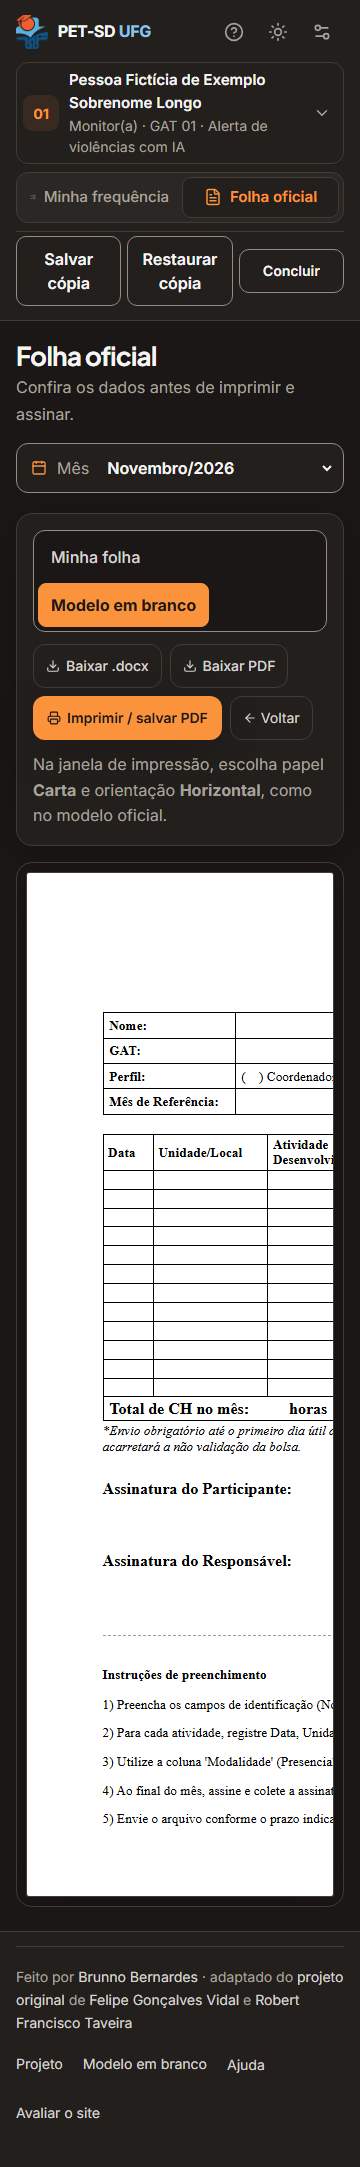 PET-SD UFG
01
Pessoa Fictícia de Exemplo
Sobrenome Longo
Monitor(a) · GAT 01 · Alerta de
violências com IA
Minha frequência
Folha oficial
Salvar
cópia
Restaurar
cópia
Concluir
Folha oficial
Confira os dados antes de imprimir e
assinar.
Mês Novembro/2026
Minha folha
Modelo em branco
Baixar .docx
Baixar PDF
Imprimir / salvar PDF
Voltar
Na janela de impressão, escolha papel
Carta e orientação Horizontal, como
no modelo oficial.
Nome:
GAT:
Perfil: ( ) Coordenado
Mês de Referência:
Data Unidade/Local Atividade
Desenvolvi
Total de CH no mês: horas
*Envio obrigatório até o primeiro dia útil
acarretará a não validação da bolsa.
Assinatura do Participante:
Assinatura do Responsável:
Instruções de preenchimento
1) Preencha os campos de identificação (No
2) Para cada atividade, registre Data, Unida
3) Utilize a coluna 'Modalidade' (Presencia
4) Ao final do mês, assine e colete a assinat
5) Envie o arquivo conforme o prazo indica
Feito por Brunno Bernardes · adaptado do projeto
original de Felipe Gonçalves Vidal e Robert
Francisco Taveira
Projeto
Modelo em branco
Ajuda
Avaliar o site